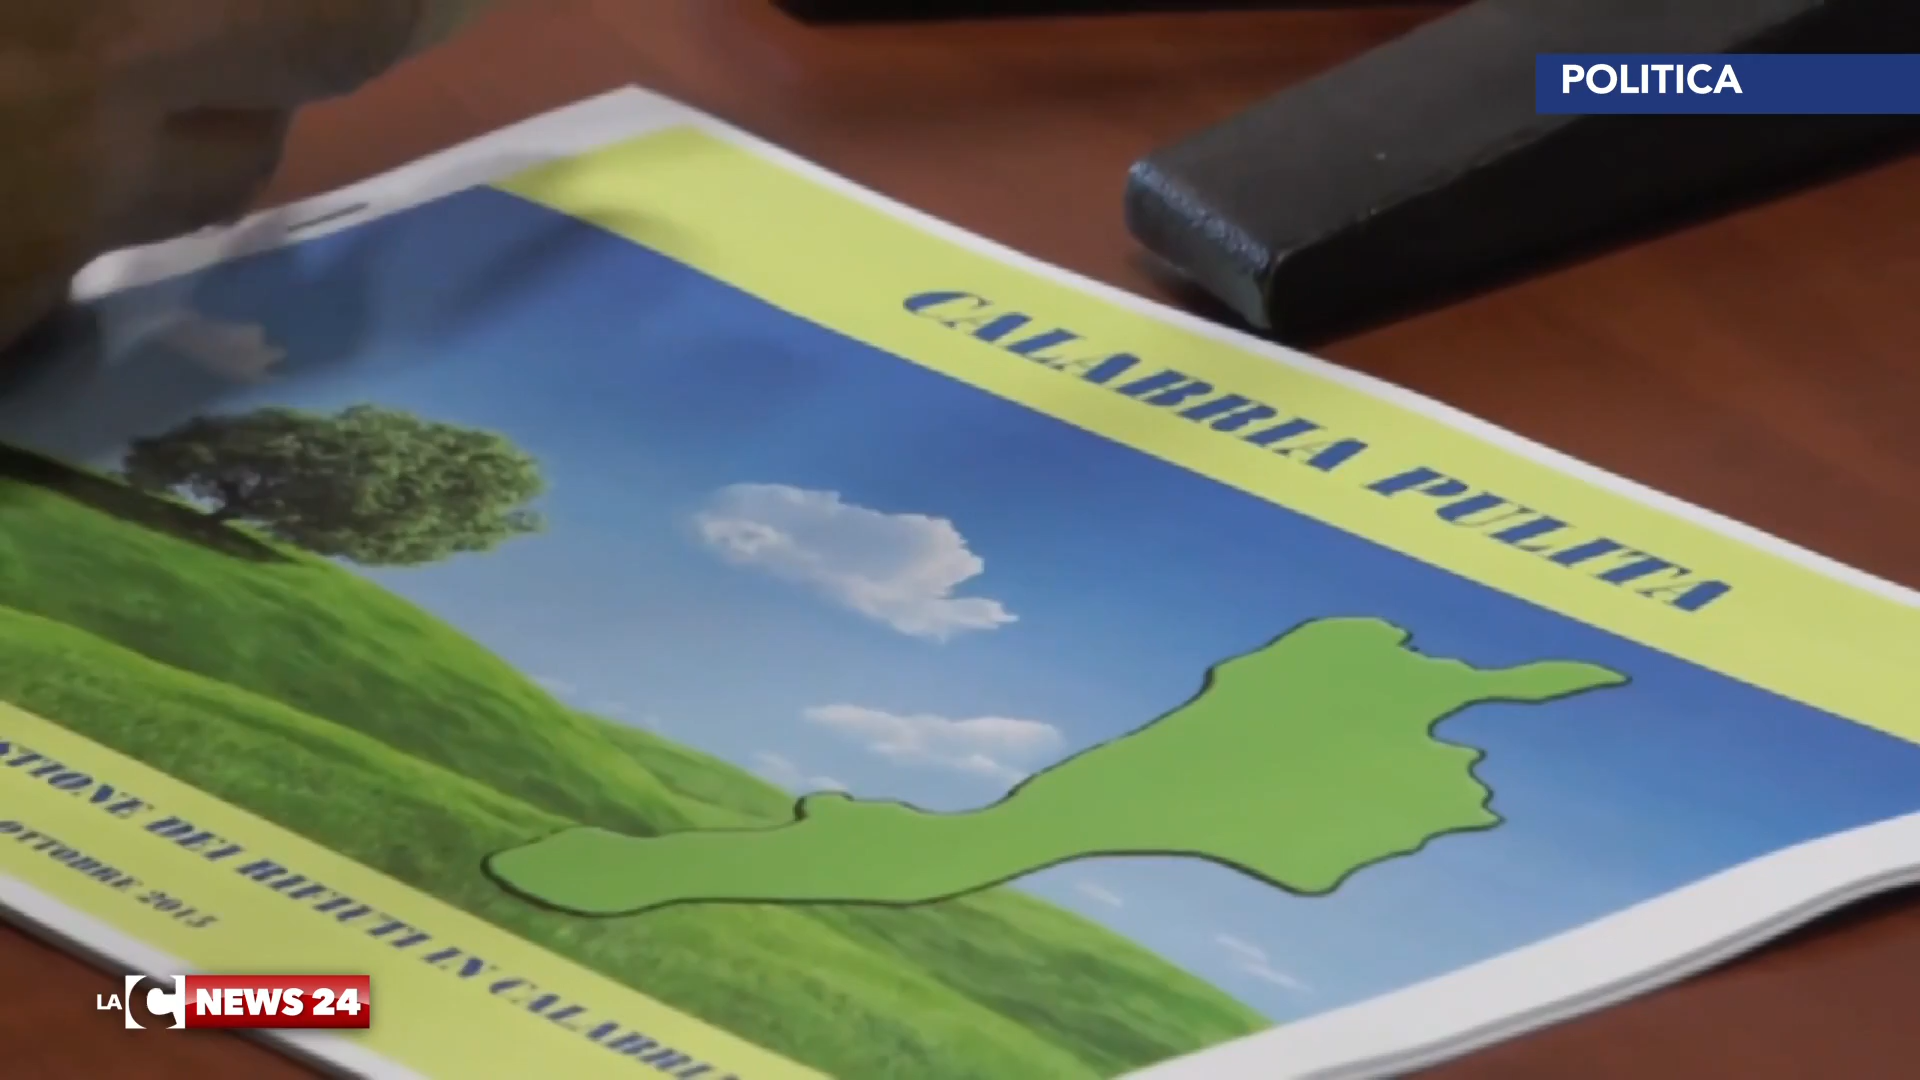 POLITICA
CALABRIA PULITA
STIONE DEI RIFIUTI IN CALABRI
OTTOBRE 2015
LA C NEWS 24